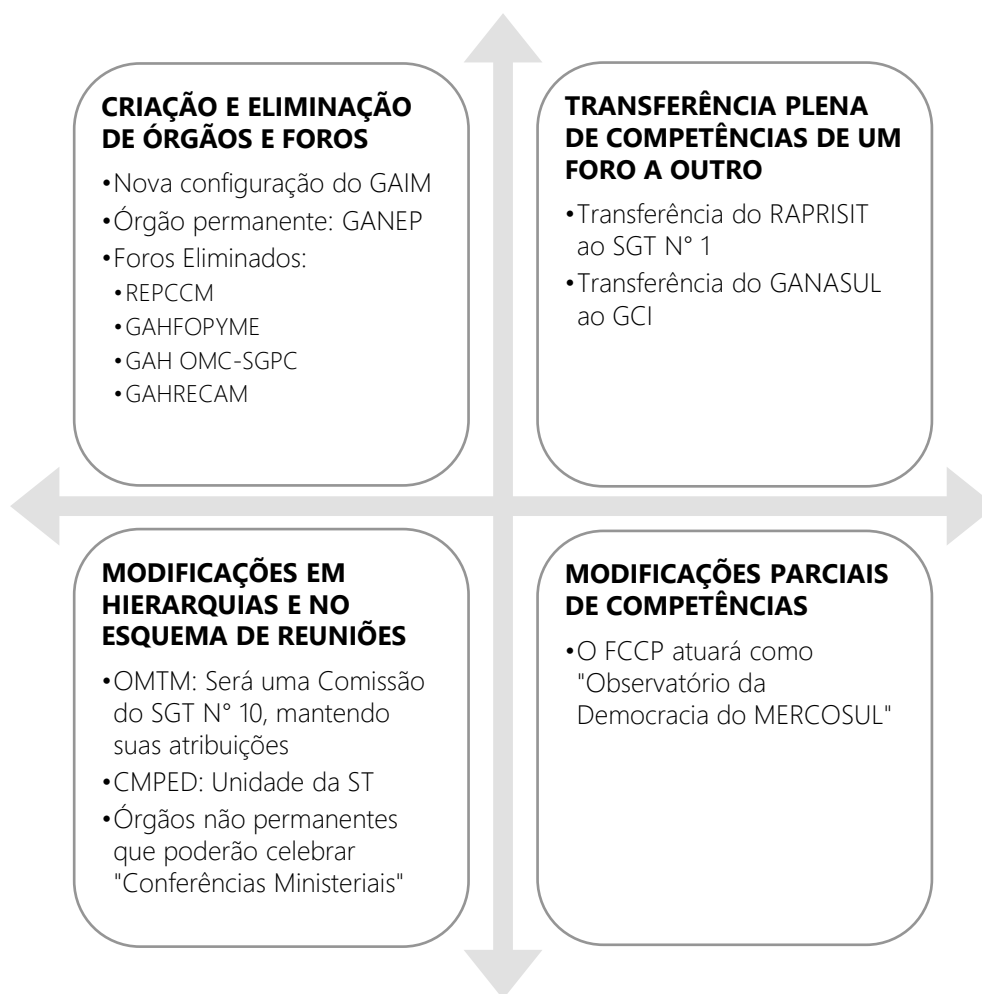 CRIAÇÃO E ELIMINAÇÃO
DE ÓRGÃOS E FOROS
•Nova configuração do GAIM
•Órgão permanente: GANEP
•Foros Eliminados:
•REPCCM
•GAHFOPYME
•GAH OMC-SGPC
•GAHRECAM
TRANSFERÊNCIA PLENA
DE COMPETÊNCIAS DE UM
FORO A OUTRO
•Transferência do RAPRISIT
ao SGT N° 1
•Transferência do GANASUL
ao GCI
MODIFICAÇÕES EM
HIERARQUIAS E NO
ESQUEMA DE REUNIÕES
•OMTM: Será uma Comissão
do SGT N° 10, mantendo
suas atribuições
•CMPED: Unidade da ST
•Órgãos não permanentes
que poderão celebrar
"Conferências Ministeriais"
MODIFICAÇÕES PARCIAIS
DE COMPETÊNCIAS
•O FCCP atuará como
"Observatório da
Democracia do MERCOSUL"